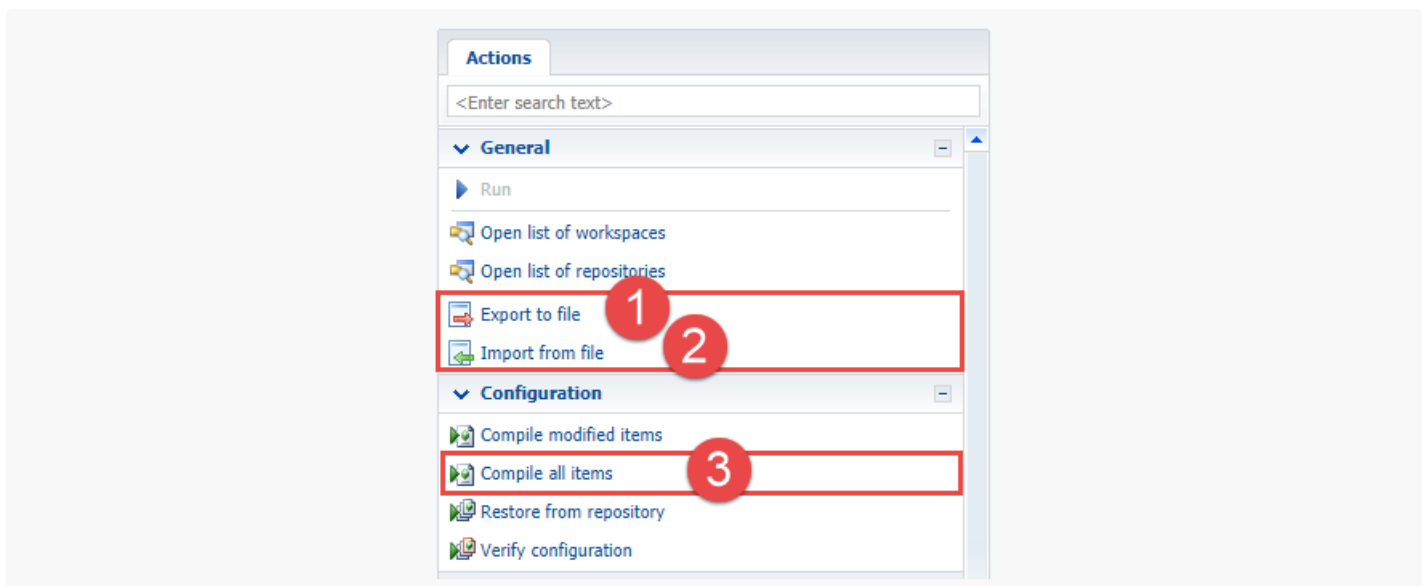 Actions
<Enter search text>
General
Run
Open list of workspaces
Open list of repositories
Export to file 1
Import from file 2
Configuration
Compile modified items
Compile all items 3
Restore from repository
Verify configuration